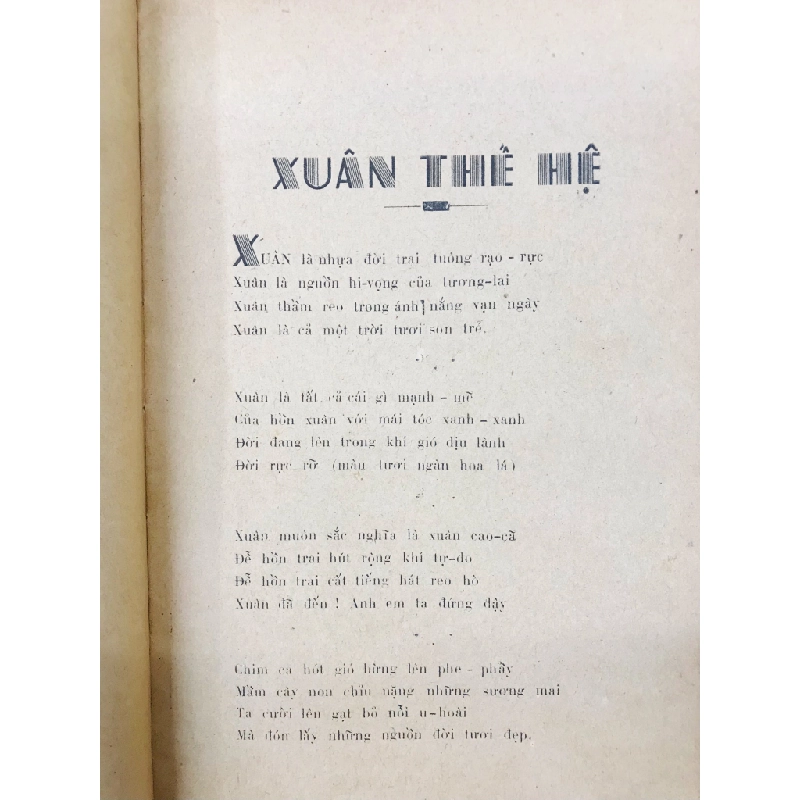 XUÂN THẾ HỆ
XUÂN là nhựa đời trai tuông rạo-rực
Xuân là nguồn hi-vọng của tương-lai
Xuân thầm reo trong ánh nắng vạn ngày
Xuân là cả một trời tươi son trẻ.
Xuân là tất cả cái gì mạnh-mẽ
Của hồn xuân với mái tóc xanh-xanh
Đời đang lên trong khí gió dịu lành
Đời rực rỡ (màu tươi ngàn hoa lá)
Xuân muôn sắc nghĩa là xuân cao-cả
Để hồn trai hút rộng khí tự-do
Để hồn trai cất tiếng hát reo hò
Xuân đã đến ! Anh em ta đứng dậy
Chim ca hót gió hừng lên phe-phẩy
Mầm cây non chĩu nặng những sương mai
Ta cười lên gạt bỏ nỗi u-hoài
Mà đón lấy những nguồn đời tươi đẹp.